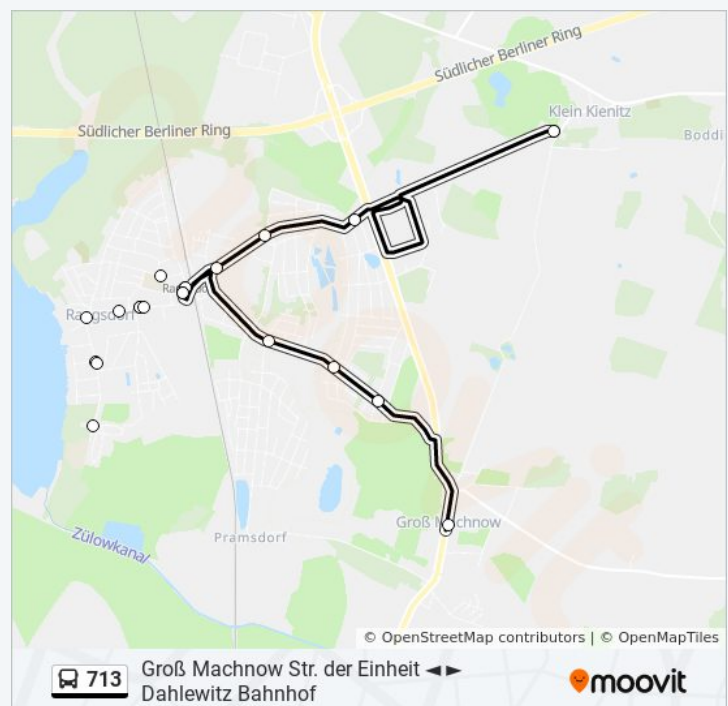 Südlicher Berliner Ring
Klein Kienitz
Südlicher Berliner Ring
Boddi
Rangsdorf
Groß Machnow
Zülowkanal
Pramsdorf
© OpenStreetMap contributors | © OpenMapTiles
713
Groß Machnow Str. der Einheit ◄►
Dahlewitz Bahnhof
moovit